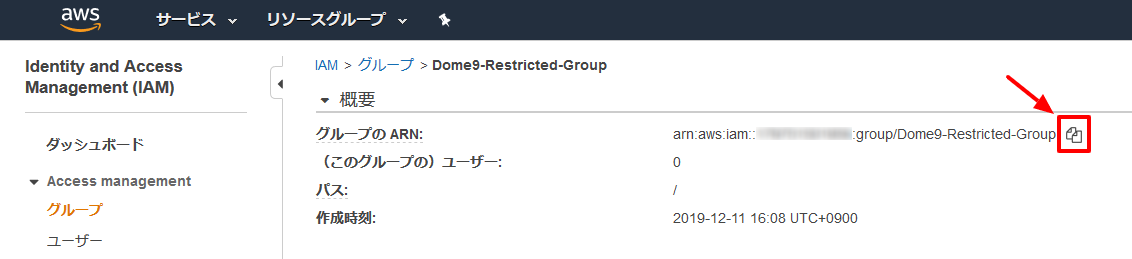 aws サービス リソースグループ
Identity and Access
Management (IAM)
ダッシュボード
Access management
グループ
ユーザー
IAM > グループ > Dome9-Restricted-Group
概要
グループの ARN: arn:aws:iam:: :group/Dome9-Restricted-Group
（このグループの）ユーザー: 0
パス: /
作成時刻: 2019-12-11 16:08 UTC+0900